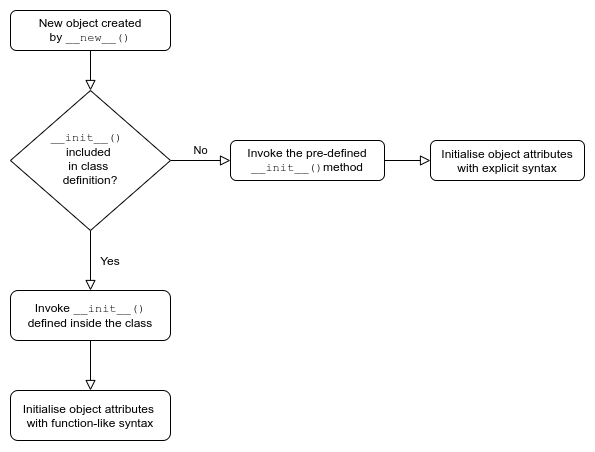 New object created
by __new__()
__init__()
included
in class
definition?
No
Invoke the pre-defined
__init__() method
Initialise object attributes
with explicit syntax
Yes
Invoke __init__()
defined inside the class
Initialise object attributes
with function-like syntax